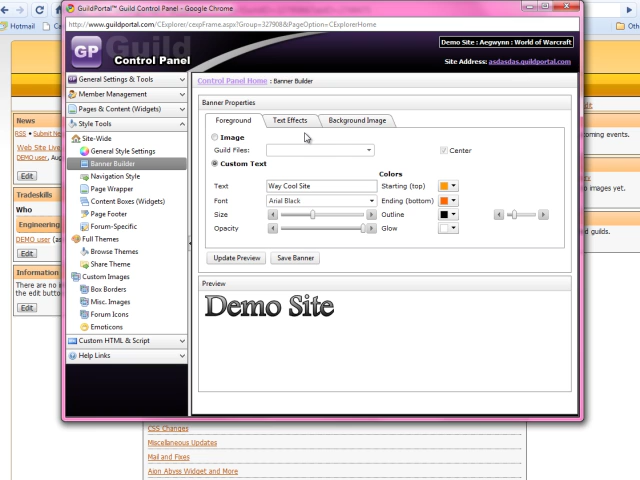 GuildPortal™ Guild Control Panel - Google Chrome
http://www.guildportal.com/CExplorer/cexpFrame.aspx?Group=327908&PageOption=CExplorerHome
Hotmail
GP
Guild
Control Panel
Demo Site : Aegwynn : World of Warcraft
Site Address: asdasdas.guildportal.com
General Settings & Tools
Member Management
Pages & Content (Widgets)
Style Tools
Site-Wide
General Style Settings
Banner Builder
Navigation Style
Page Wrapper
Content Boxes (Widgets)
Page Footer
Forum-Specific
Full Themes
Browse Themes
Share Theme
Custom Images
Box Borders
Misc. Images
Forum Icons
Emoticons
Custom HTML & Script
Help Links
Control Panel Home : Banner Builder
Banner Properties
Foreground Text Effects Background Image
Image
Guild Files: Center
Custom Text
Colors
Text Way Cool Site Starting (top)
Font Arial Black Ending (bottom)
Size Outline
Opacity Glow
Update Preview Save Banner
Preview
Demo Site
News
RSS • Submit
Web Site
DEMO user,
Edit
Tradeskills
Who
Engineering
DEMO user
Edit
Information
There are no
the edit
Edit
coming events.
yet.
and guilds.
CSS Changes
Miscellaneous Updates
Mail and Fixes
Aion Abyss Widget and More